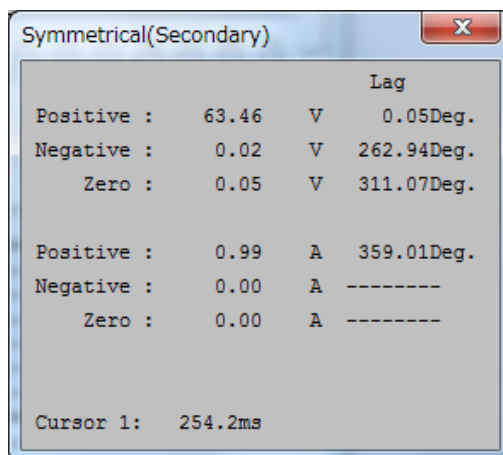 Symmetrical(Secondary)
Lag
Positive : 63.46 V 0.05Deg.
Negative : 0.02 V 262.94Deg.
Zero : 0.05 V 311.07Deg.
Positive : 0.99 A 359.01Deg.
Negative : 0.00 A --------
Zero : 0.00 A --------
Cursor 1: 254.2ms